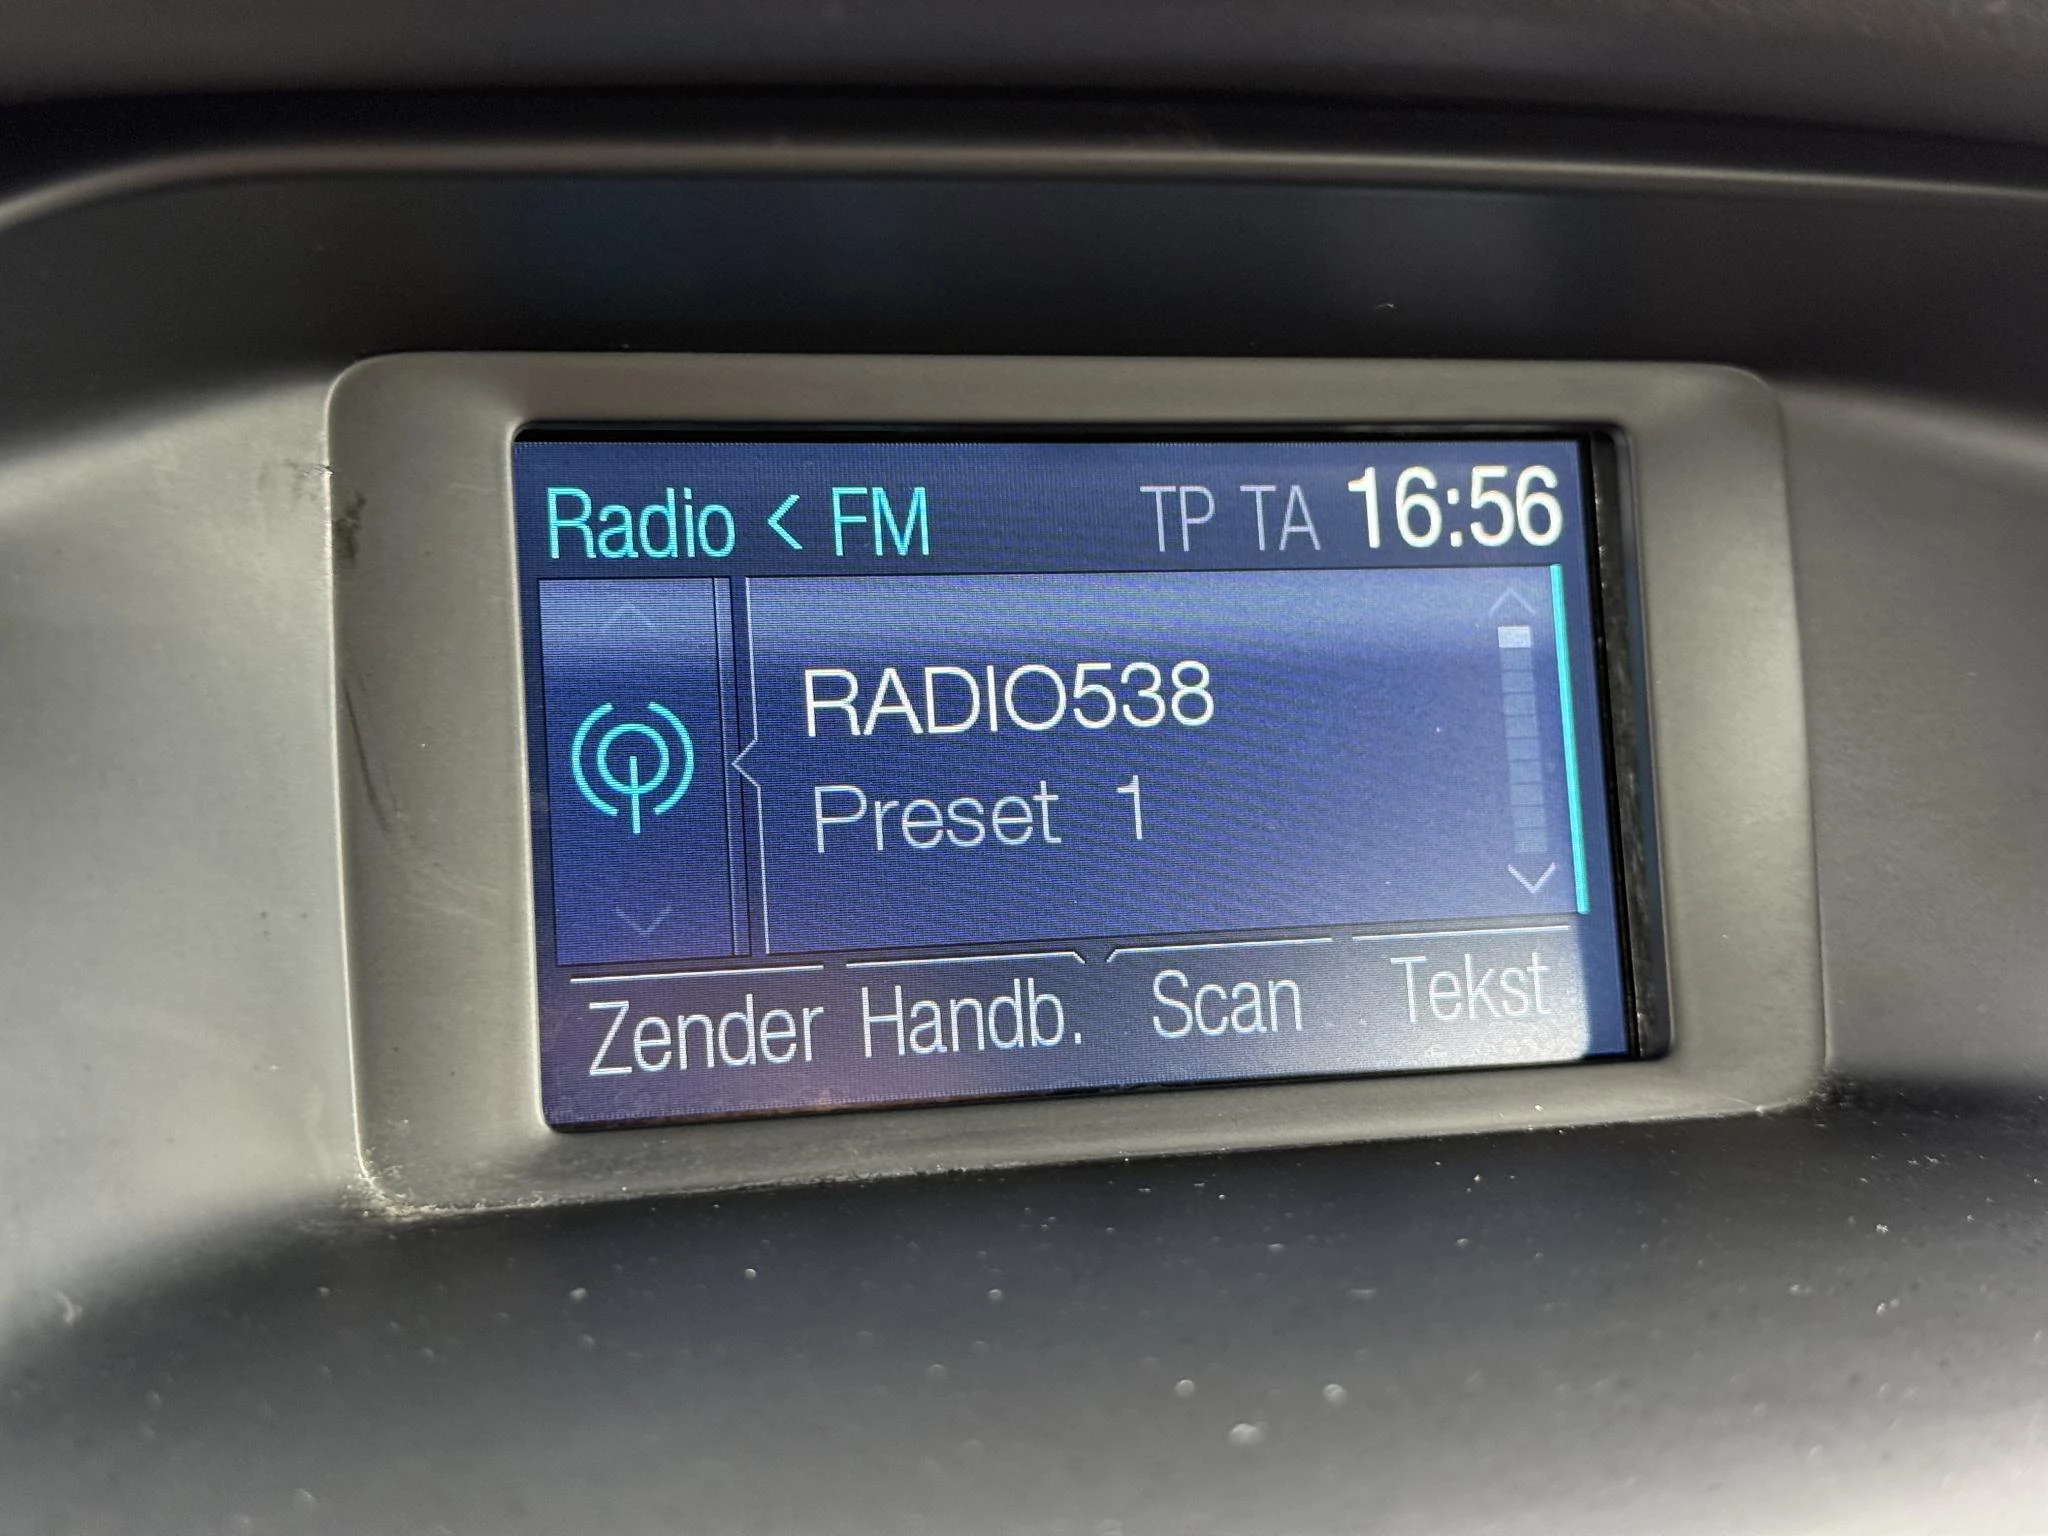 Radio < FM TP TA 16:56
RADIO538
Preset 1
Zender Handb. Scan Tekst